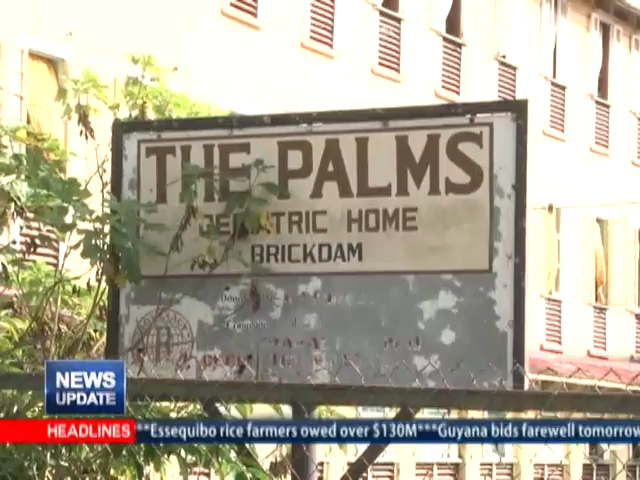 THE PALMS
GERIATRIC HOME
BRICKDAM
NEWS
UPDATE
HEADLINES
**Essequibo rice farmers owed over $130M***Guyana bids farewell tomorrow